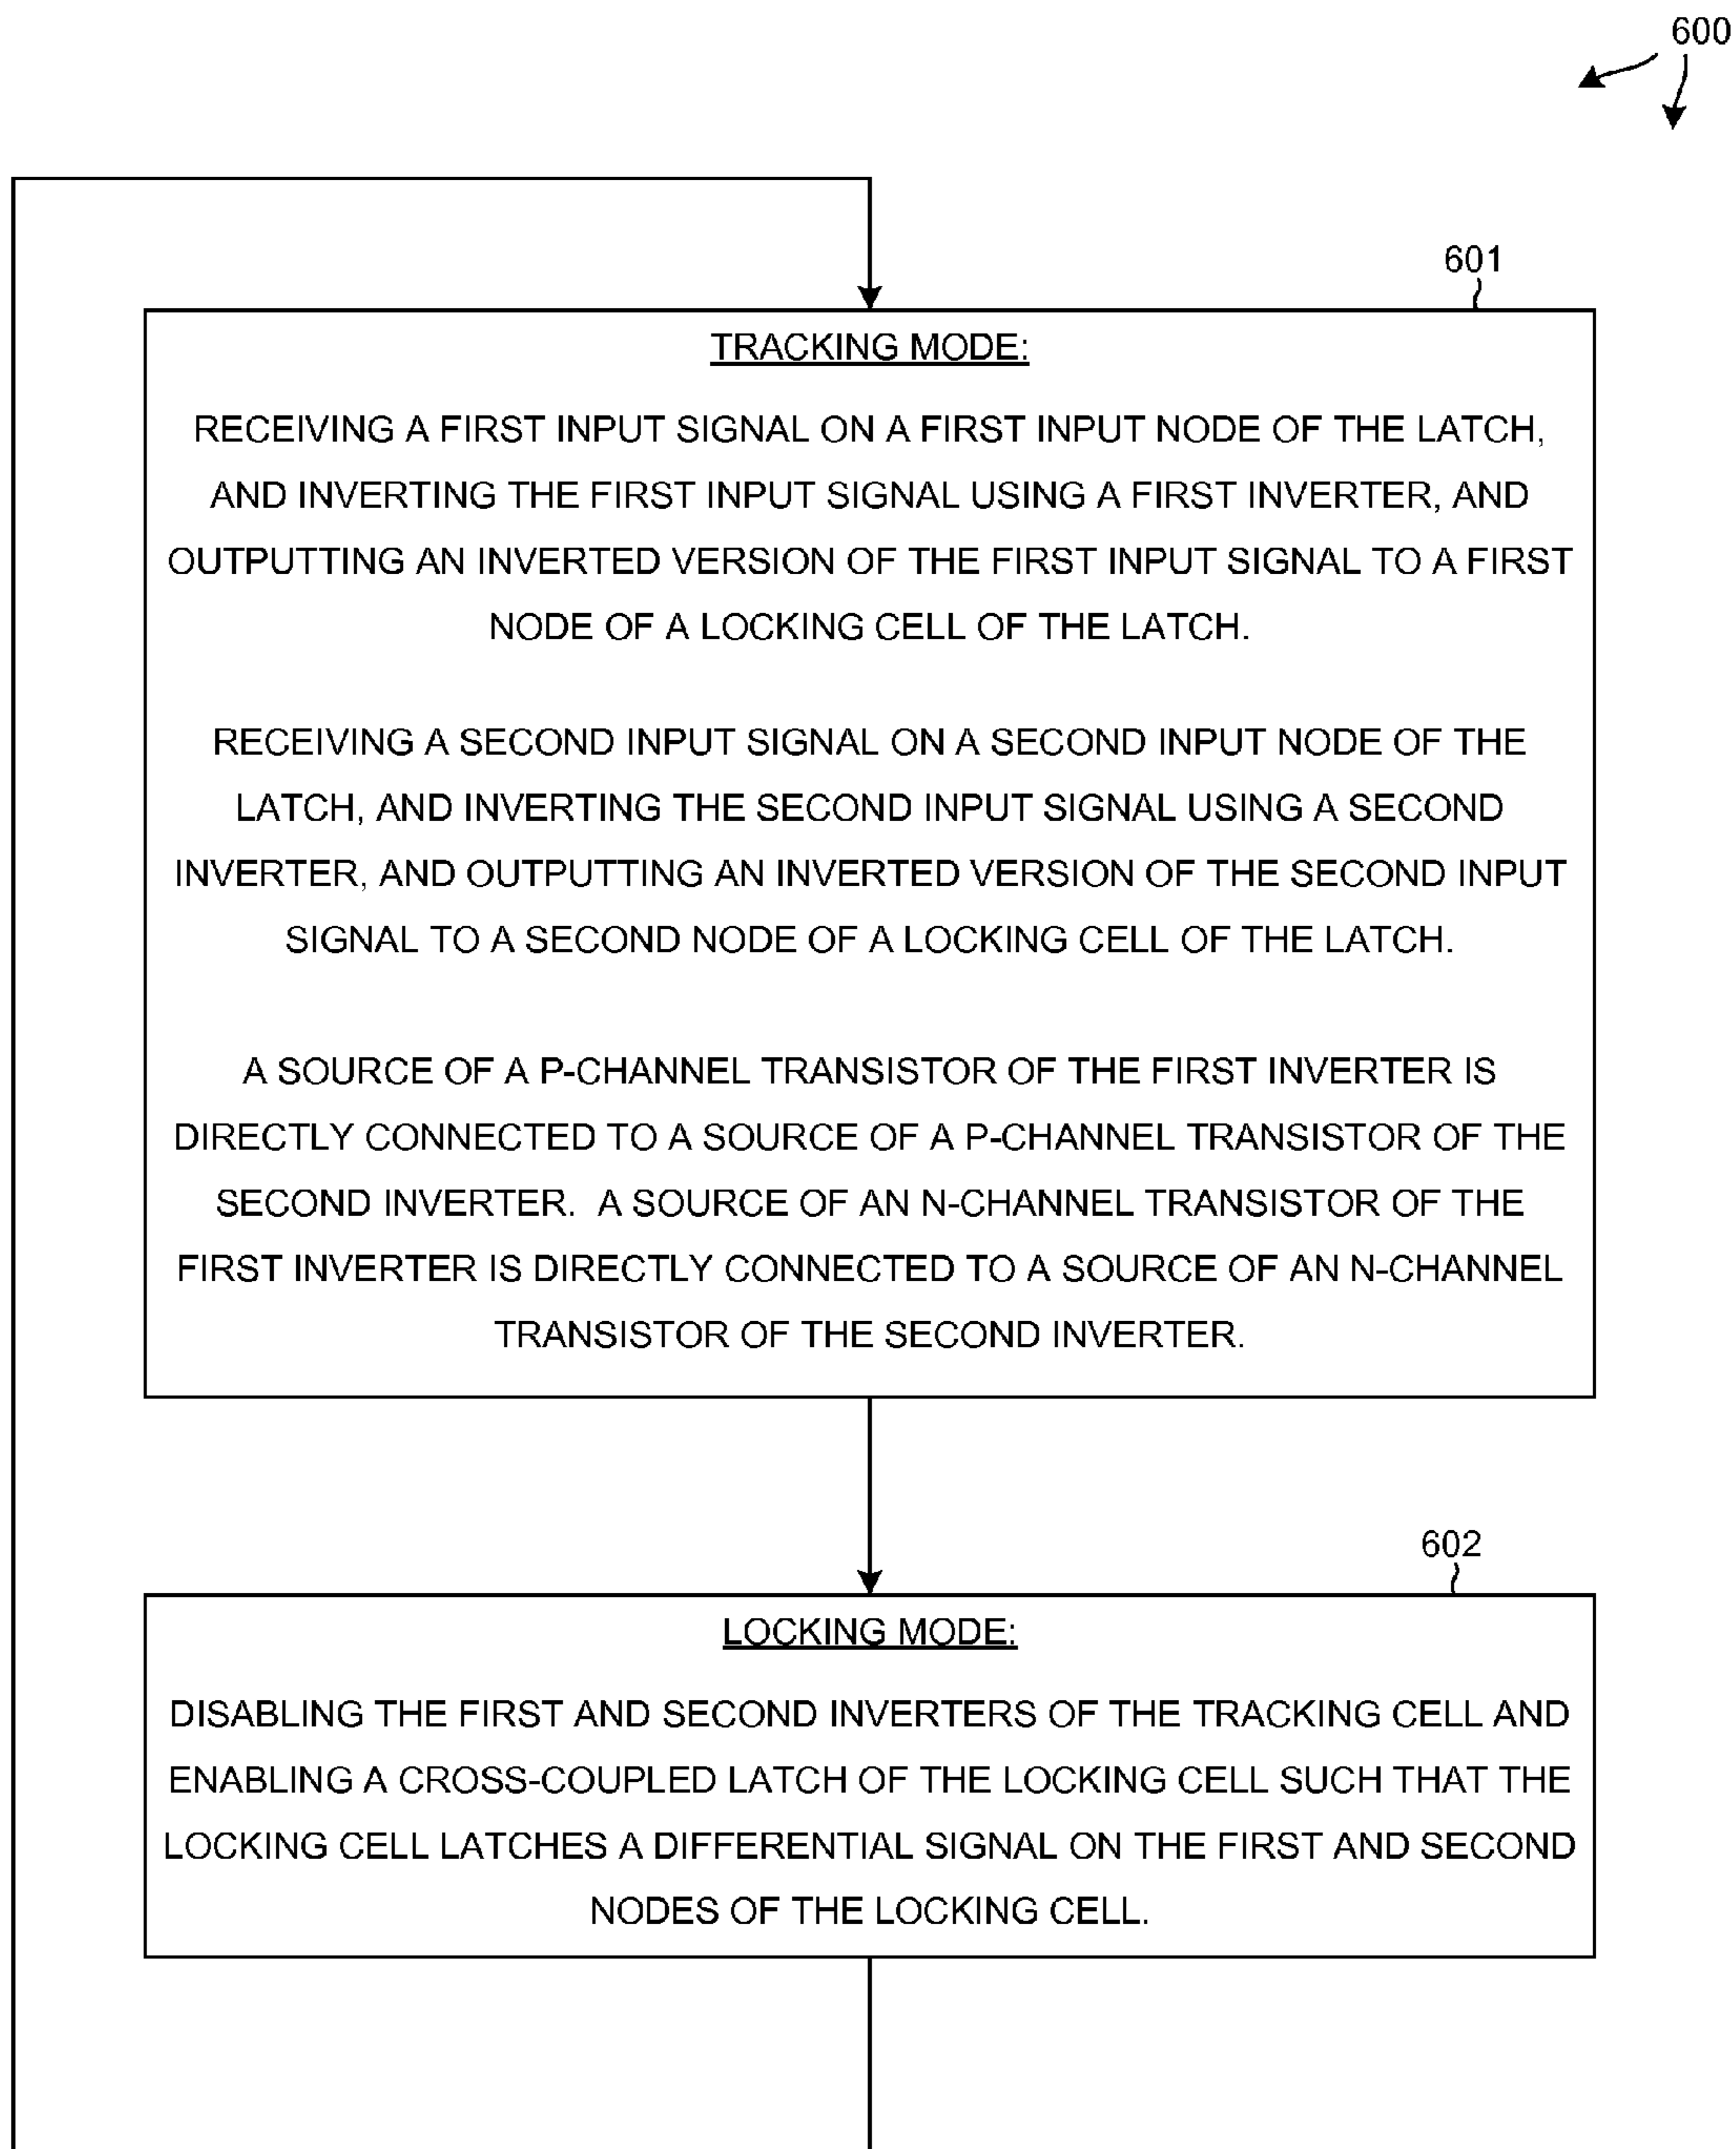 600
601
TRACKING MODE:
RECEIVING A FIRST INPUT SIGNAL ON A FIRST INPUT NODE OF THE LATCH,
AND INVERTING THE FIRST INPUT SIGNAL USING A FIRST INVERTER, AND
OUTPUTTING AN INVERTED VERSION OF THE FIRST INPUT SIGNAL TO A FIRST
NODE OF A LOCKING CELL OF THE LATCH.
RECEIVING A SECOND INPUT SIGNAL ON A SECOND INPUT NODE OF THE
LATCH, AND INVERTING THE SECOND INPUT SIGNAL USING A SECOND
INVERTER, AND OUTPUTTING AN INVERTED VERSION OF THE SECOND INPUT
SIGNAL TO A SECOND NODE OF A LOCKING CELL OF THE LATCH.
A SOURCE OF A P-CHANNEL TRANSISTOR OF THE FIRST INVERTER IS
DIRECTLY CONNECTED TO A SOURCE OF A P-CHANNEL TRANSISTOR OF THE
SECOND INVERTER. A SOURCE OF AN N-CHANNEL TRANSISTOR OF THE
FIRST INVERTER IS DIRECTLY CONNECTED TO A SOURCE OF AN N-CHANNEL
TRANSISTOR OF THE SECOND INVERTER.
602
LOCKING MODE:
DISABLING THE FIRST AND SECOND INVERTERS OF THE TRACKING CELL AND
ENABLING A CROSS-COUPLED LATCH OF THE LOCKING CELL SUCH THAT THE
LOCKING CELL LATCHES A DIFFERENTIAL SIGNAL ON THE FIRST AND SECOND
NODES OF THE LOCKING CELL.